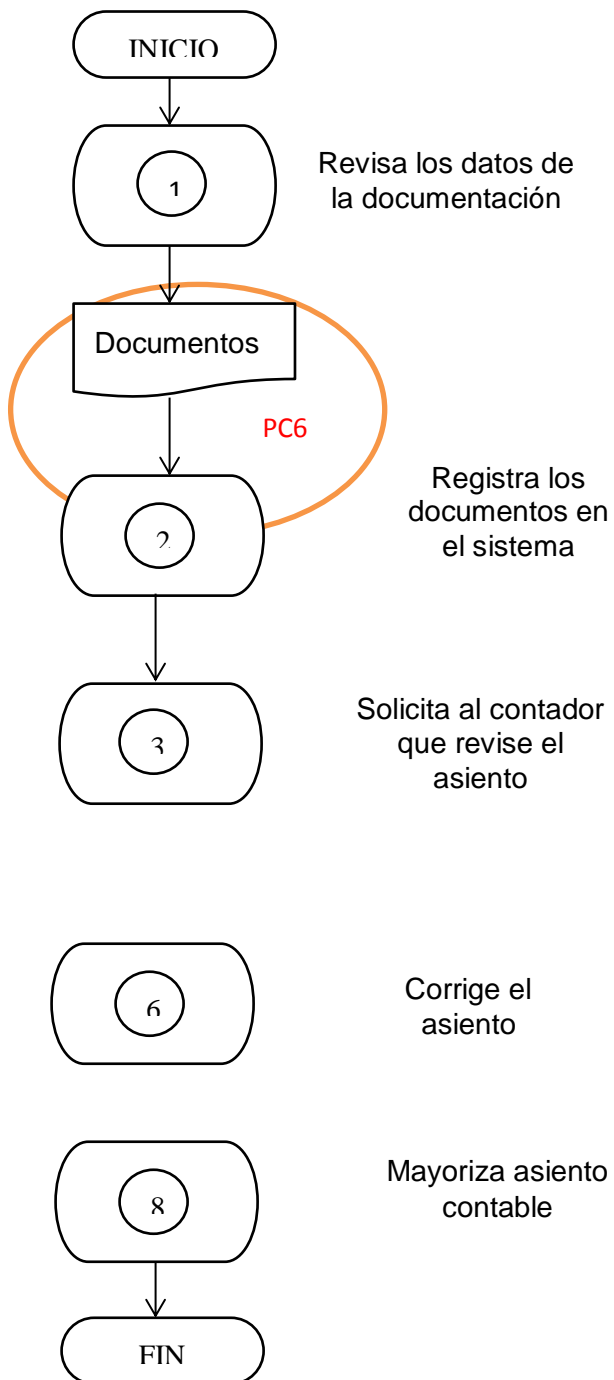 INICIO
1
Revisa los datos de
la documentación
Documentos
PC6
2
Registra los
documentos en
el sistema
3
Solicita al contador
que revise el
asiento
6
Corrige el
asiento
8
Mayoriza asiento
contable
FIN